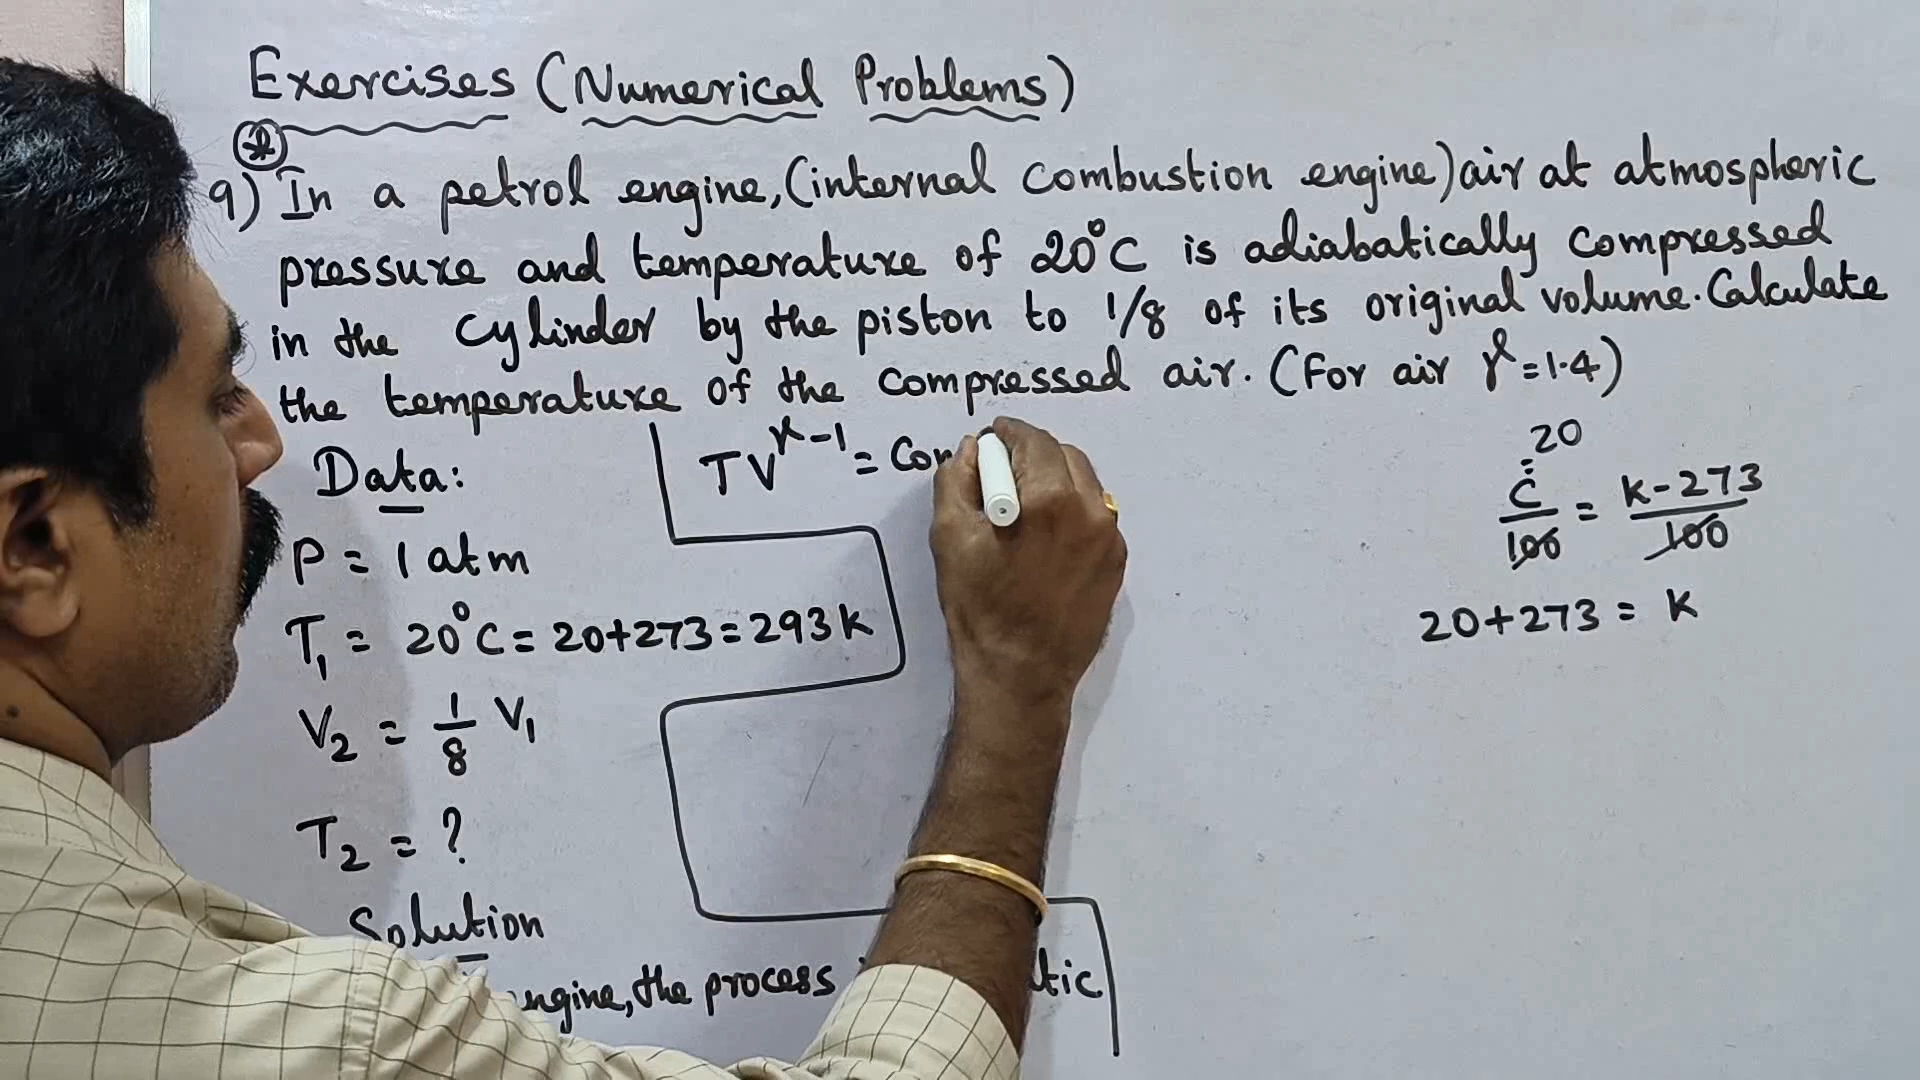 Exercises (Numerical Problems)
9) In a petrol engine, (internal combustion engine) air at atmospheric
pressure and temperature of 20°C is adiabatically compressed
in the cylinder by the piston to 1/8 of its original volume. Calculate
the temperature of the compressed air. (For air γ = 1.4)
Data:
P = 1 atm
T₁ = 20°C = 20+273 = 293 k
V₂ = 1/8 V₁
T₂ = ?
Solution
engine, the process
TV^γ-1 =
20
C/100 = K-273/100
20+273 = K